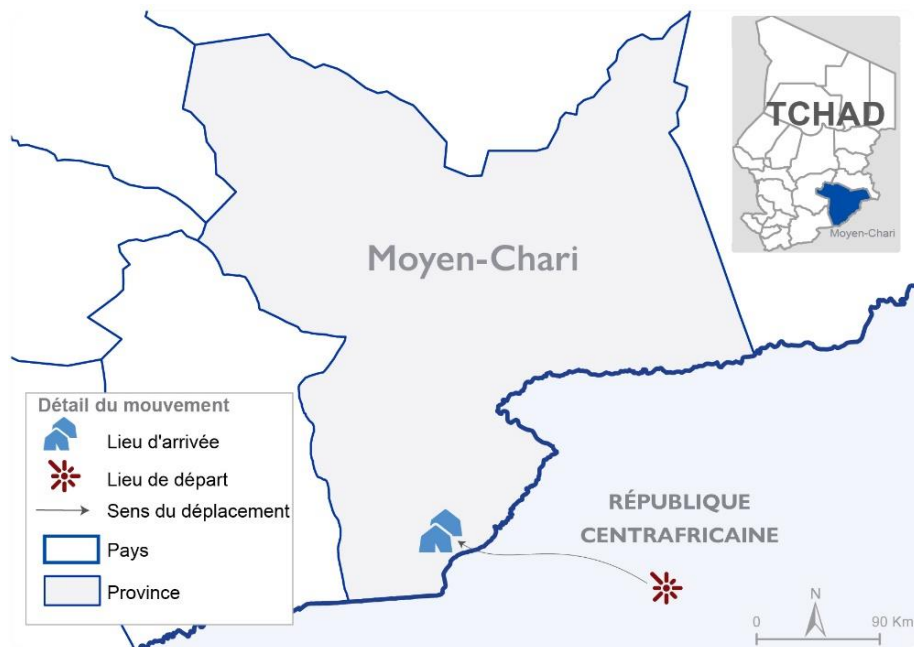 TCHAD
Moyen-Chari
Moyen-Chari
Détail du mouvement
Lieu d'arrivée
Lieu de départ
Sens du déplacement
Pays
Province
RÉPUBLIQUE
CENTRAFRICAINE
N
0 90 Km